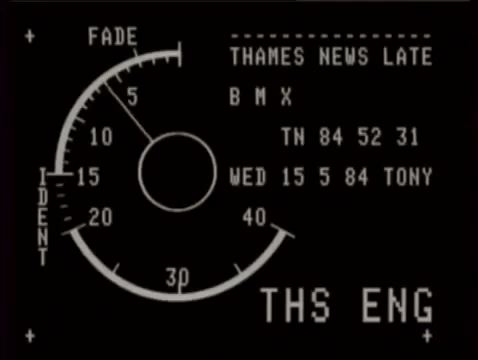 FADE
THAMES NEWS LATE
B M X
TN 84 52 31
WED 15 5 84 TONY
5
10
15
20
30
40
IDENT
THS ENG